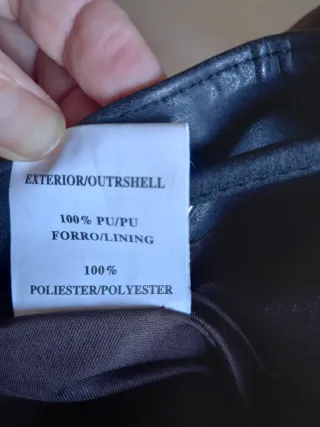 EXTERIOR/OUTRSHELL
100% PU/PU
FORRO/LINING
100%
POLIESTER/POLYESTER